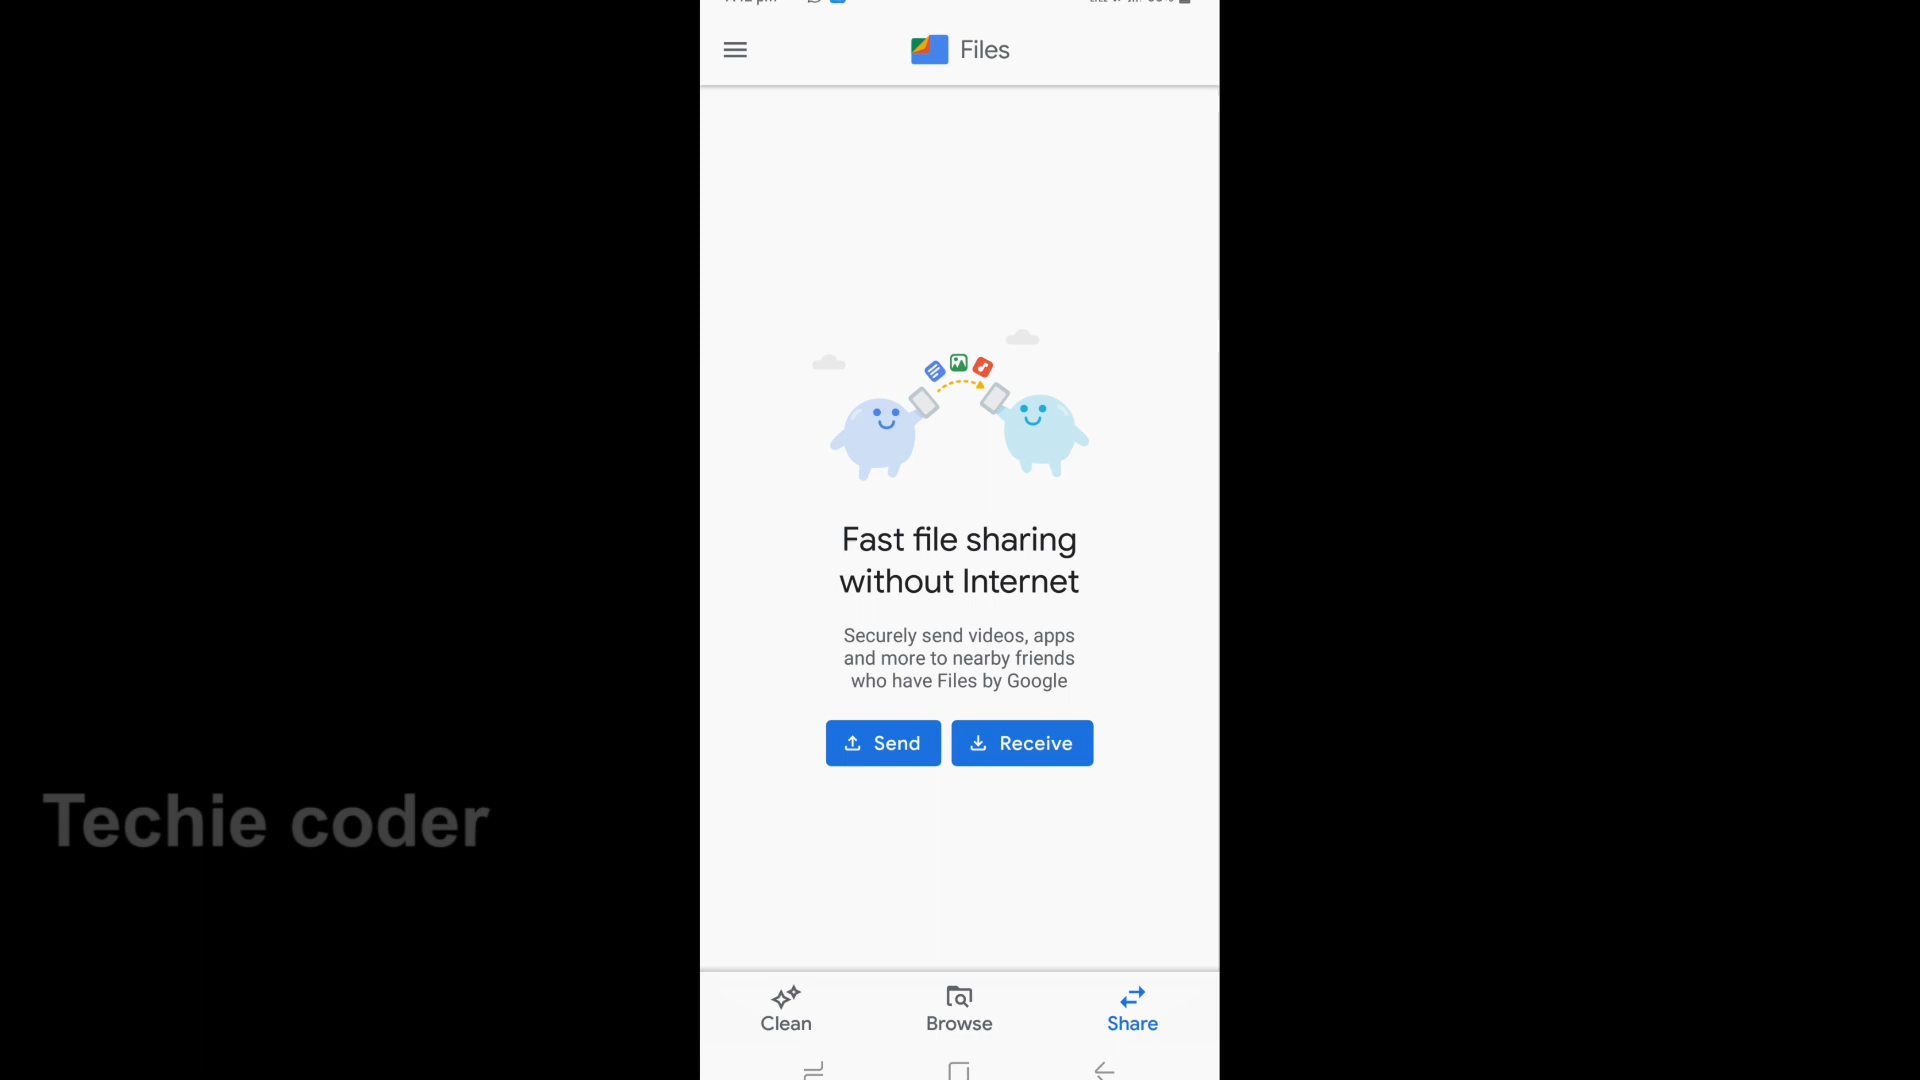 Files
Fast file sharing
without Internet
Securely send videos, apps
and more to nearby friends
who have Files by Google
Send
Receive
Techie coder
Clean
Browse
Share